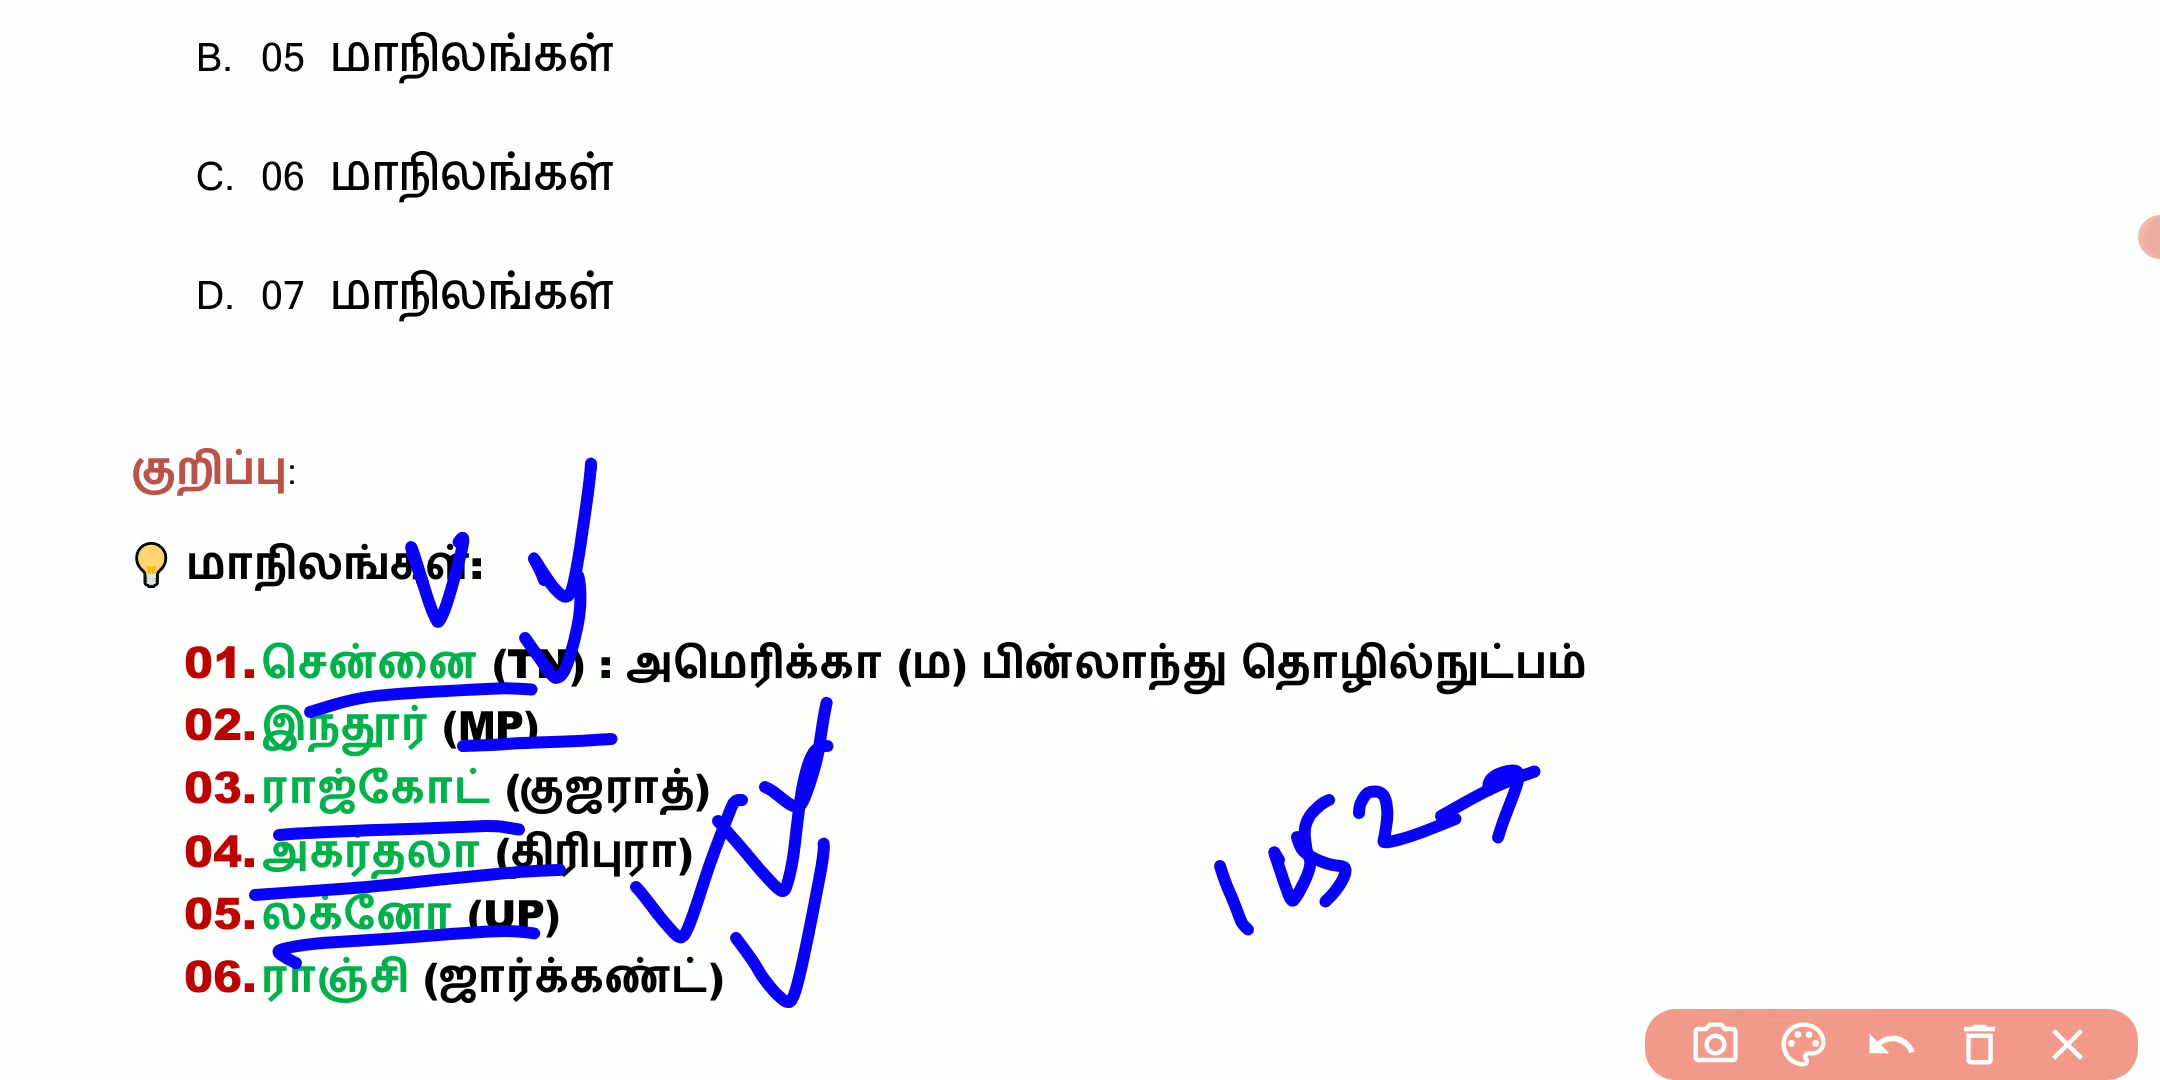 B. 05 மாநிலங்கள்
C. 06 மாநிலங்கள்
D. 07 மாநிலங்கள்
குறிப்பு:
மாநிலங்கள்:
01. சென்னை (TN) : அமெரிக்கா (ம) பின்லாந்து தொழில்நுட்பம்
02. இந்தூர் (MP)
03. ராஜ்கோட் (குஜராத்)
04. அகர்தலா (திரிபுரா)
05. லக்னோ (UP)
06. ராஞ்சி (ஜார்க்கண்ட்)